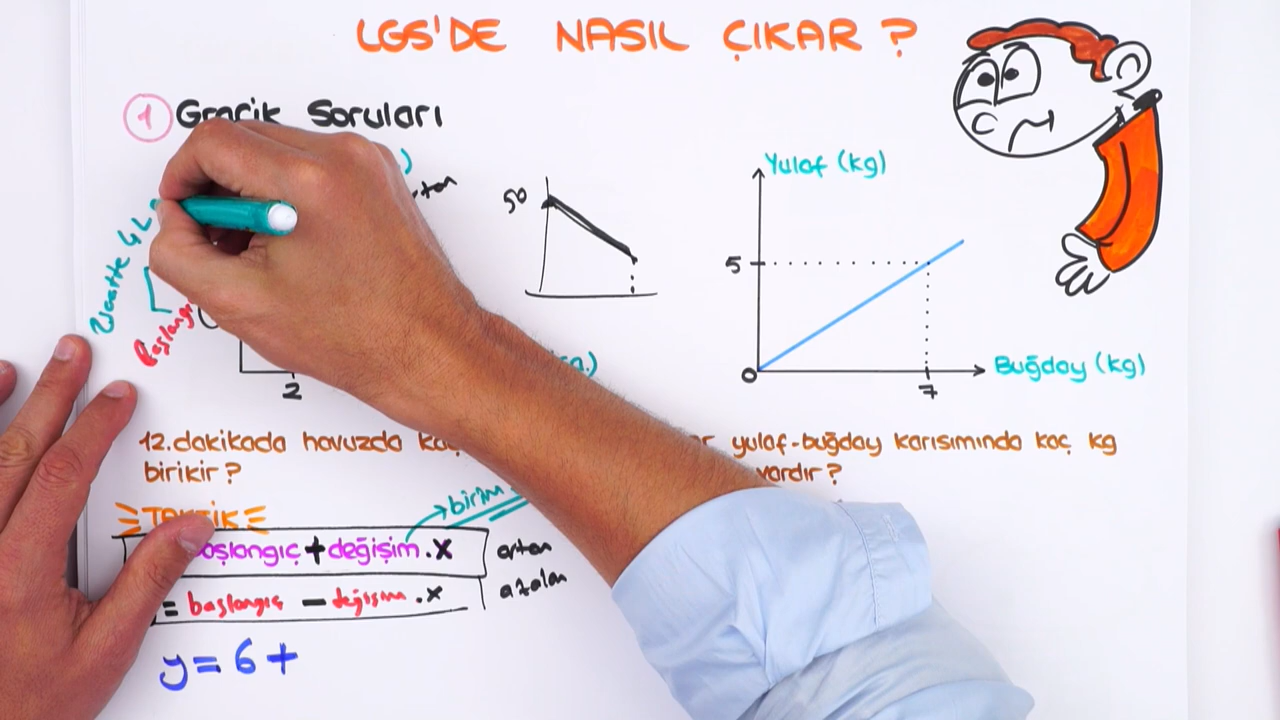 LGS'DE NASIL ÇIKAR ?
1 Grafik Soruları
50
Yulaf (kg)
5
0
7
Buğday (kg)
2
12.dakikada havuzda
birikir ?
yulaf-buğday karısımında kaç kg
vardır ?
TAKTİK
birim
başlangıç + değişim . x
artan
= başlangıç - değişim . x
azalan
y = 6 +